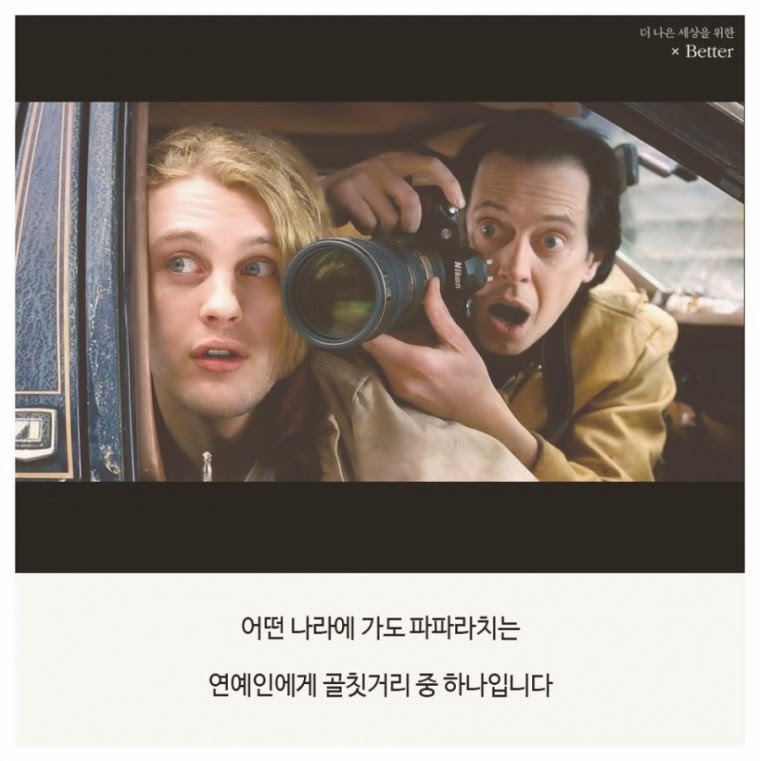 더 나은 세상을 위한
× Better
Nikon
어떤 나라에 가도 파파라치는
연예인에게 골칫거리 중 하나입니다